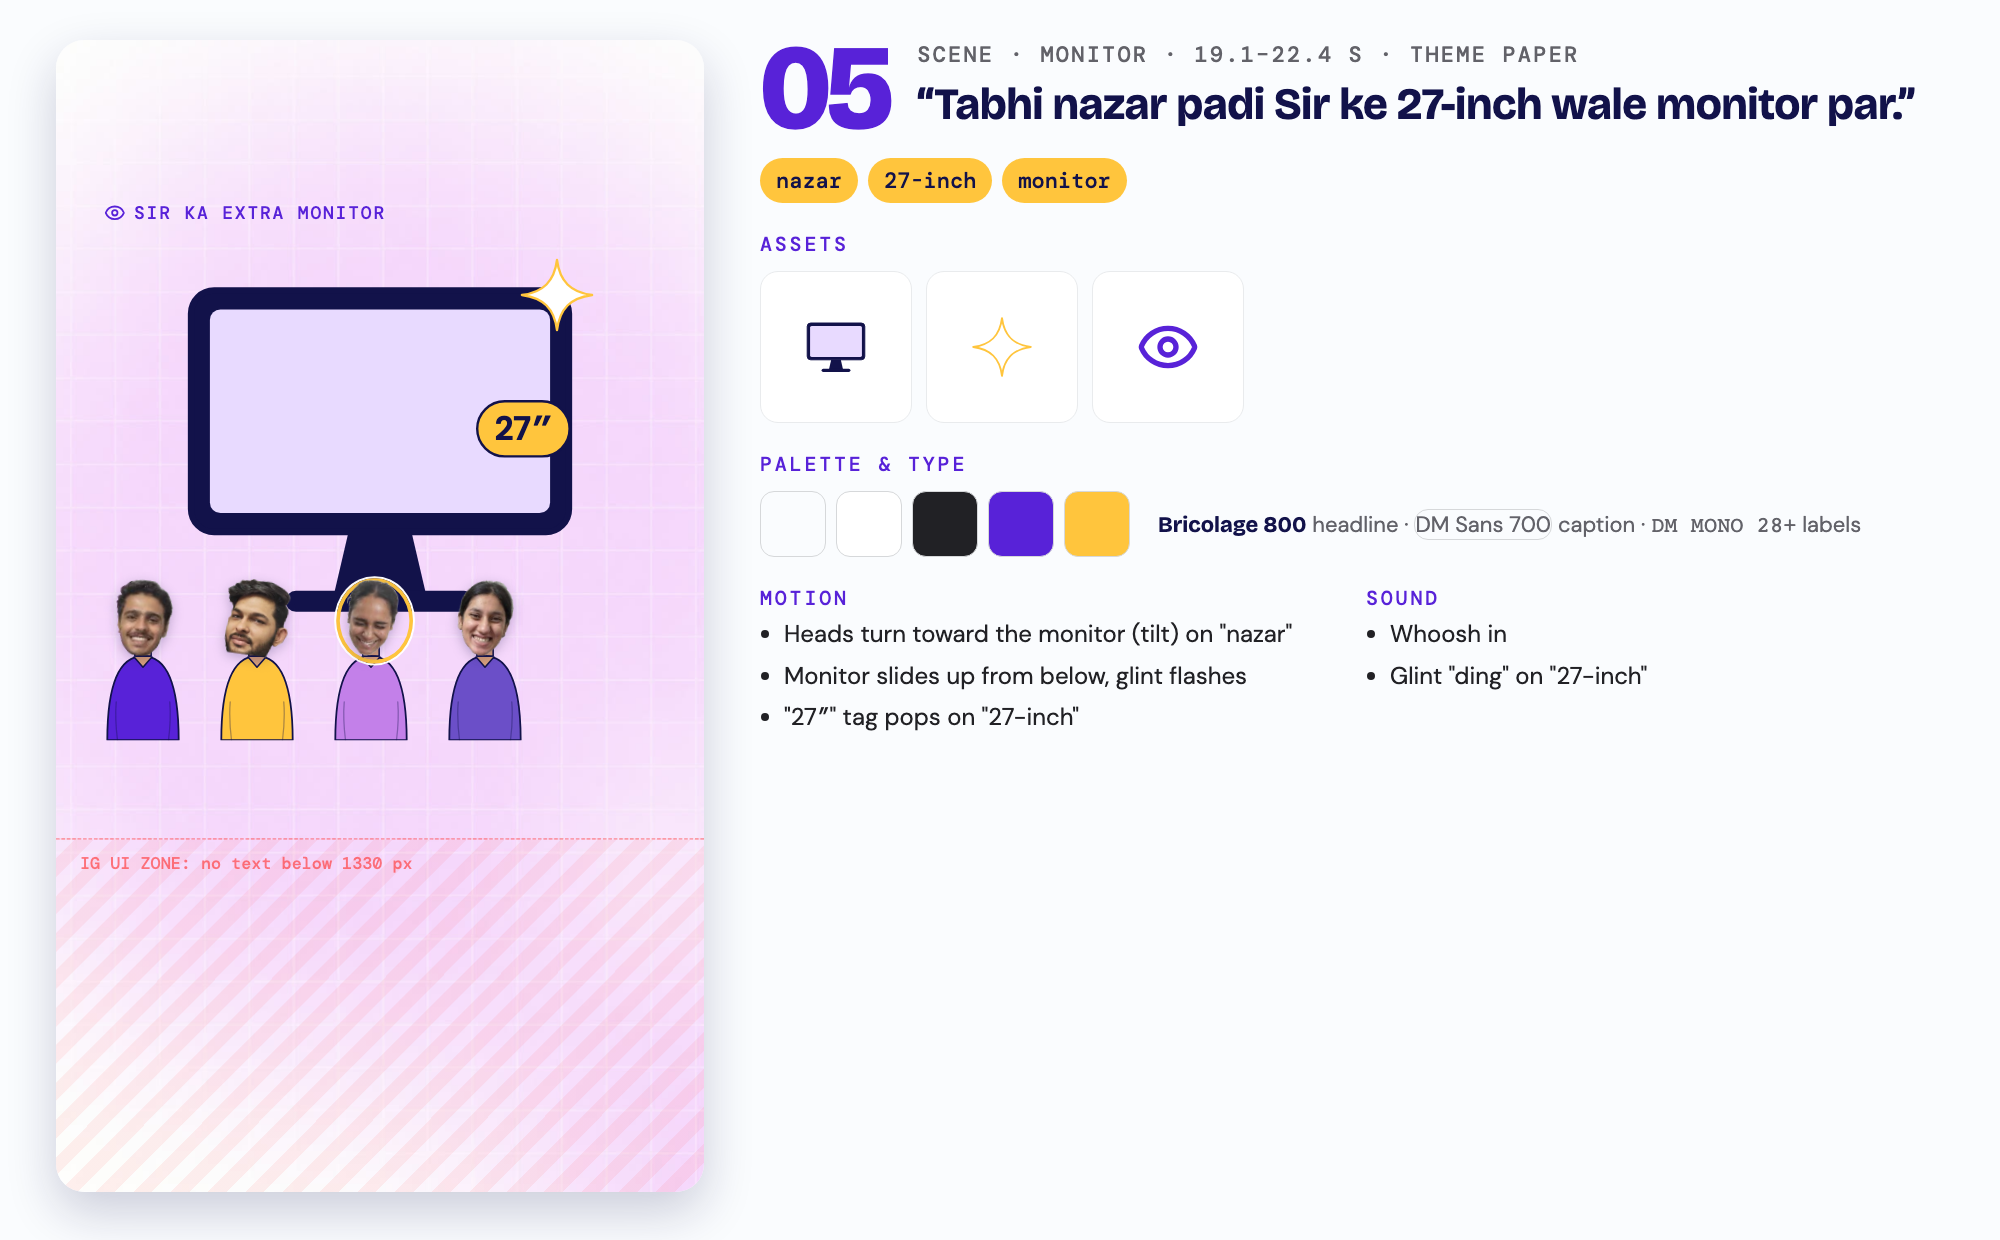 SIR KA EXTRA MONITOR
27″
IG UI ZONE: no text below 1330 px
05
SCENE · MONITOR · 19.1–22.4 S · THEME PAPER
“Tabhi nazar padi Sir ke 27-inch wale monitor par.”
nazar
27-inch
monitor
ASSETS
PALETTE & TYPE
Bricolage 800 headline · DM Sans 700 caption · DM MONO 28+ labels
MOTION
• Heads turn toward the monitor (tilt) on "nazar"
• Monitor slides up from below, glint flashes
• "27″" tag pops on "27-inch"
SOUND
• Whoosh in
• Glint "ding" on "27-inch"